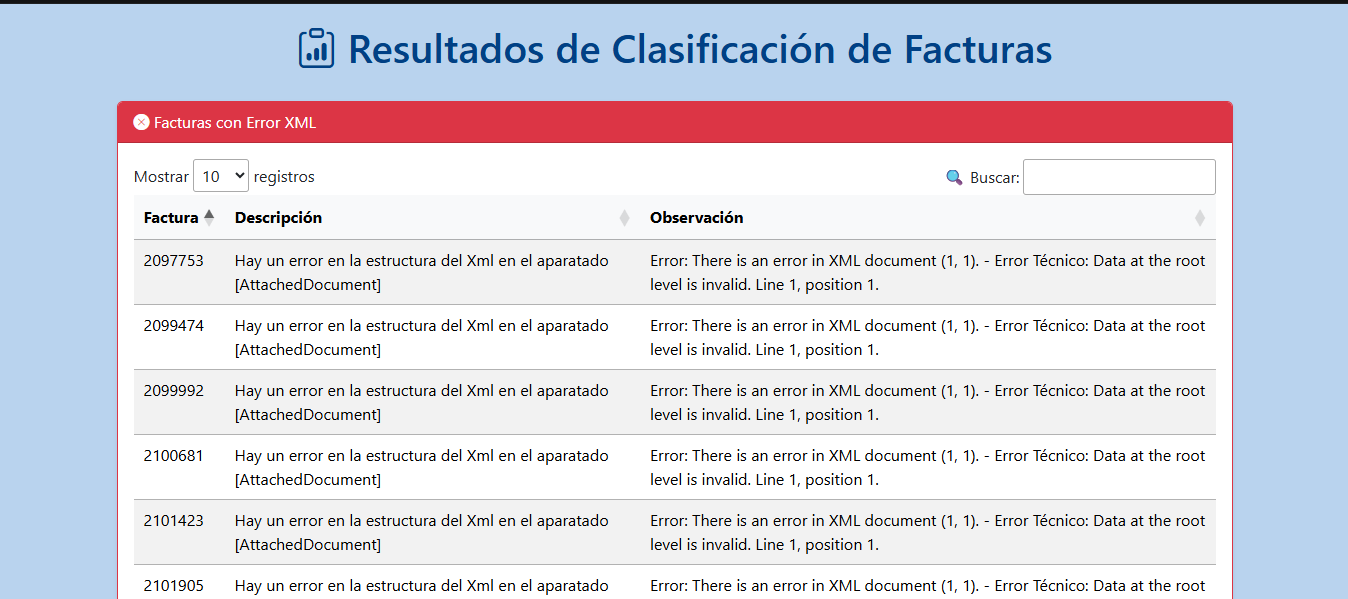 Resultados de Clasificación de Facturas
Facturas con Error XML
Mostrar 10 registros
Buscar:
Factura Descripción Observación
2097753 Hay un error en la estructura del Xml en el aparatado Error: There is an error in XML document (1, 1). - Error Técnico: Data at the root
[AttachedDocument] level is invalid. Line 1, position 1.
2099474 Hay un error en la estructura del Xml en el aparatado Error: There is an error in XML document (1, 1). - Error Técnico: Data at the root
[AttachedDocument] level is invalid. Line 1, position 1.
2099992 Hay un error en la estructura del Xml en el aparatado Error: There is an error in XML document (1, 1). - Error Técnico: Data at the root
[AttachedDocument] level is invalid. Line 1, position 1.
2100681 Hay un error en la estructura del Xml en el aparatado Error: There is an error in XML document (1, 1). - Error Técnico: Data at the root
[AttachedDocument] level is invalid. Line 1, position 1.
2101423 Hay un error en la estructura del Xml en el aparatado Error: There is an error in XML document (1, 1). - Error Técnico: Data at the root
[AttachedDocument] level is invalid. Line 1, position 1.
2101905 Hay un error en la estructura del Xml en el aparatado Error: There is an error in XML document (1, 1). - Error Técnico: Data at the root